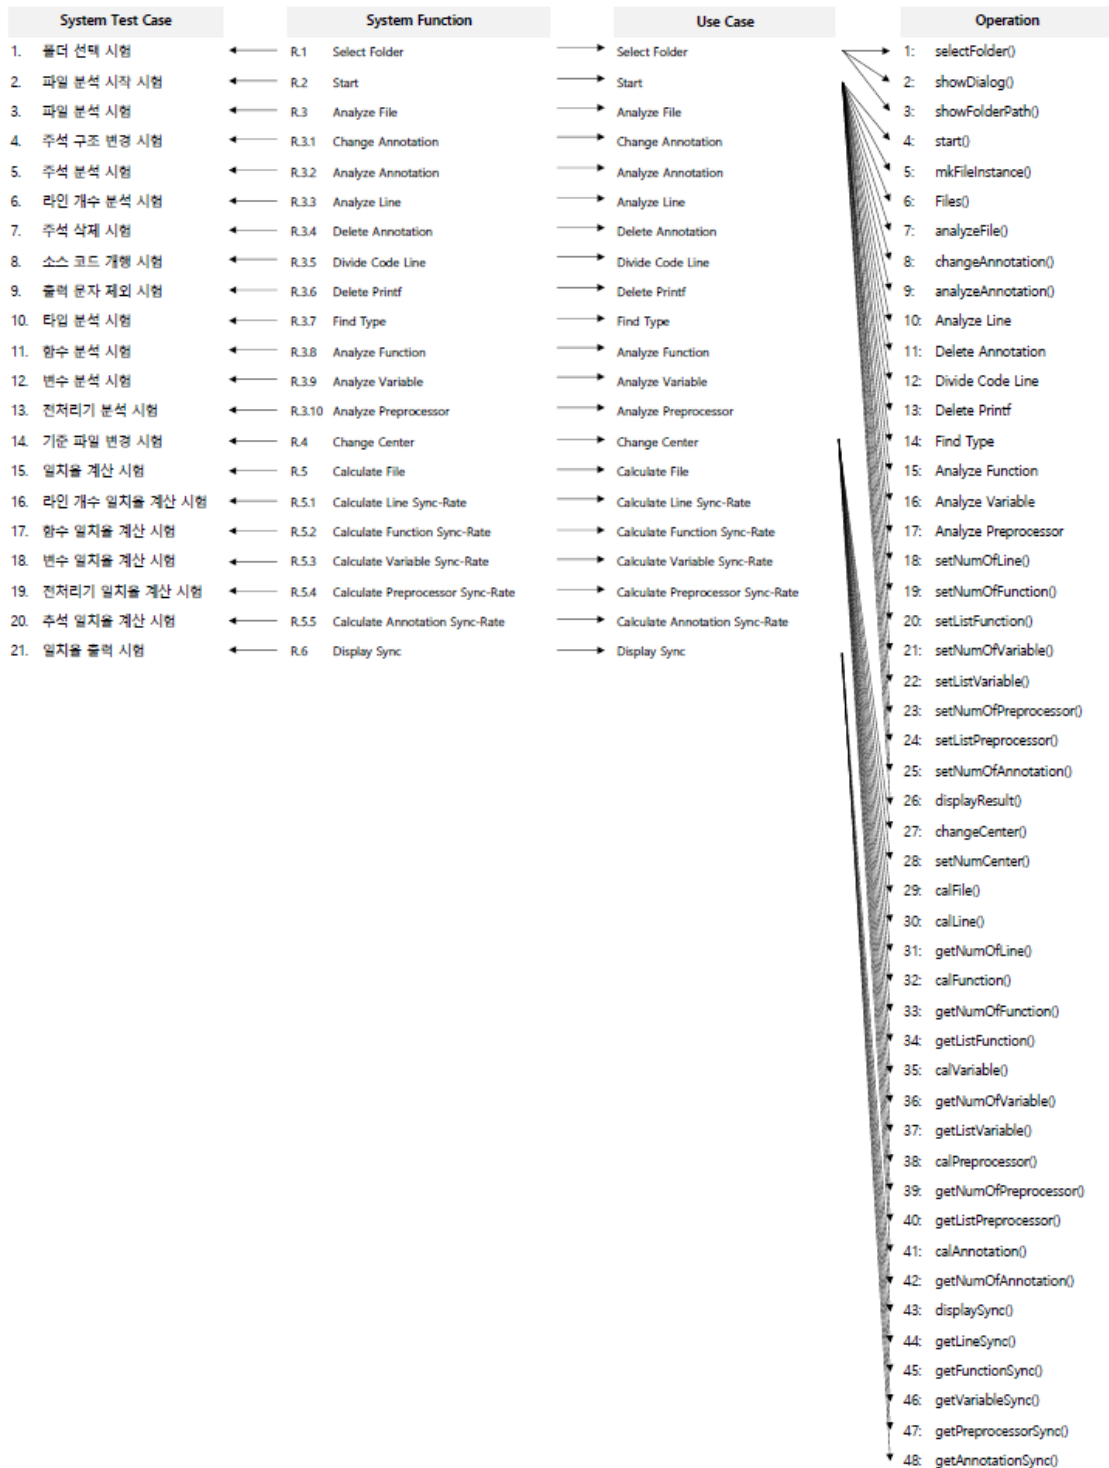 System Test Case System Function Use Case Operation
1. 폴더 선택 시험 R.1 Select Folder Select Folder 1: selectFolder()
2. 파일 분석 시작 시험 R.2 Start Start 2: showDialog()
3. 파일 분석 시험 R.3 Analyze File Analyze File 3: showFolderPath()
4. 주석 구조 변경 시험 R.3.1 Change Annotation Change Annotation 4: start()
5. 주석 분석 시험 R.3.2 Analyze Annotation Analyze Annotation 5: mkFileInstance()
6. 라인 개수 분석 시험 R.3.3 Analyze Line Analyze Line 6: Files()
7. 주석 삭제 시험 R.3.4 Delete Annotation Delete Annotation 7: analyzeFile()
8. 소스 코드 개행 시험 R.3.5 Divide Code Line Divide Code Line 8: changeAnnotation()
9. 출력 문자 제외 시험 R.3.6 Delete Printf Delete Printf 9: analyzeAnnotation()
10. 타입 분석 시험 R.3.7 Find Type Find Type 10: Analyze Line
11. 함수 분석 시험 R.3.8 Analyze Function Analyze Function 11: Delete Annotation
12. 변수 분석 시험 R.3.9 Analyze Variable Analyze Variable 12: Divide Code Line
13. 전처리기 분석 시험 R.3.10 Analyze Preprocessor Analyze Preprocessor 13: Delete Printf
14. 기준 파일 변경 시험 R.4 Change Center Change Center 14: Find Type
15. 일치율 계산 시험 R.5 Calculate File Calculate File 15: Analyze Function
16. 라인 개수 일치율 계산 시험 R.5.1 Calculate Line Sync-Rate Calculate Line Sync-Rate 16: Analyze Variable
17. 함수 일치율 계산 시험 R.5.2 Calculate Function Sync-Rate Calculate Function Sync-Rate 17: Analyze Preprocessor
18. 변수 일치율 계산 시험 R.5.3 Calculate Variable Sync-Rate Calculate Variable Sync-Rate 18: setNumOfLine()
19. 전처리기 일치율 계산 시험 R.5.4 Calculate Preprocessor Sync-Rate Calculate Preprocessor Sync-Rate 19: setNumOfFunction()
20. 추석 일치율 계산 시험 R.5.5 Calculate Annotation Sync-Rate Calculate Annotation Sync-Rate 20: setListFunction()
21. 일치율 출력 시험 R.6 Display Sync Display Sync 21: setNumOfVariable()
22: setListVariable()
23: setNumOfPreprocessor()
24: setListPreprocessor()
25: setNumOfAnnotation()
26: displayResult()
27: changeCenter()
28: setNumCenter()
29: calFile()
30: calLine()
31: getNumOfLine()
32: calFunction()
33: getNumOfFunction()
34: getListFunction()
35: calVariable()
36: getNumOfVariable()
37: getListVariable()
38: calPreprocessor()
39: getNumOfPreprocessor()
40: getListPreprocessor()
41: calAnnotation()
42: getNumOfAnnotation()
43: displaySync()
44: getLineSync()
45: getFunctionSync()
46: getVariableSync()
47: getPreprocessorSync()
48: getAnnotationSync()